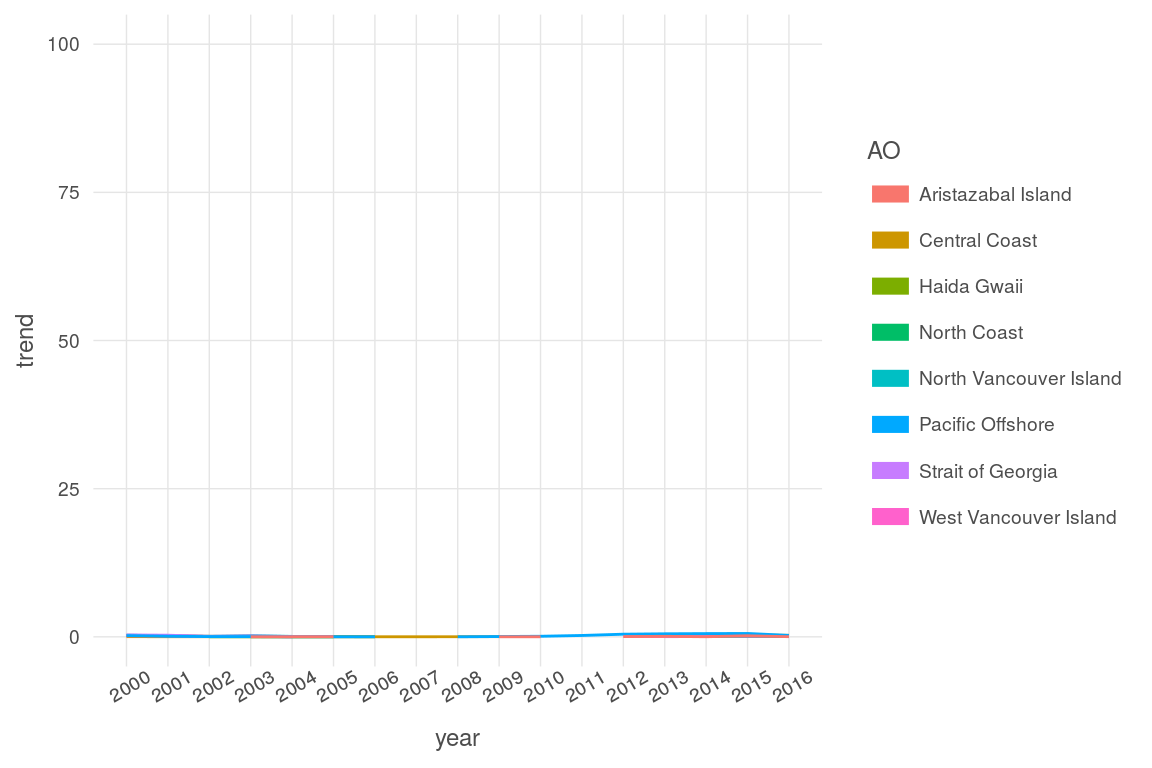 100
75
50
25
0
trend
2000 2001 2002 2003 2004 2005 2006 2007 2008 2009 2010 2011 2012 2013 2014 2015 2016
year
AO
Aristazabal Island
Central Coast
Haida Gwaii
North Coast
North Vancouver Island
Pacific Offshore
Strait of Georgia
West Vancouver Island